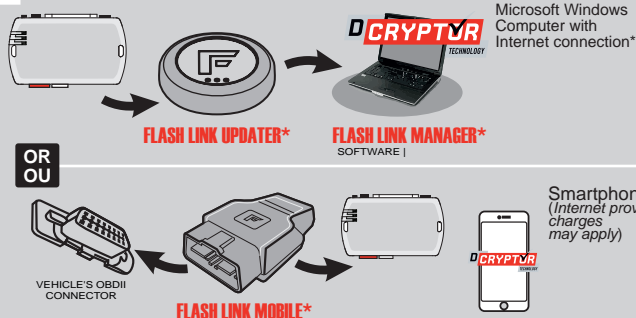 DCRYPTOR
TECHNOLOGY
Microsoft Windows
Computer with
Internet connection*
FLASH LINK UPDATER*
FLASH LINK MANAGER*
SOFTWARE |
OR
OU
VEHICLE'S OBDII
CONNECTOR
FLASH LINK MOBILE*
DCRYPTOR
TECHNOLOGY
Smartphon
(Internet prov
charges
may apply)